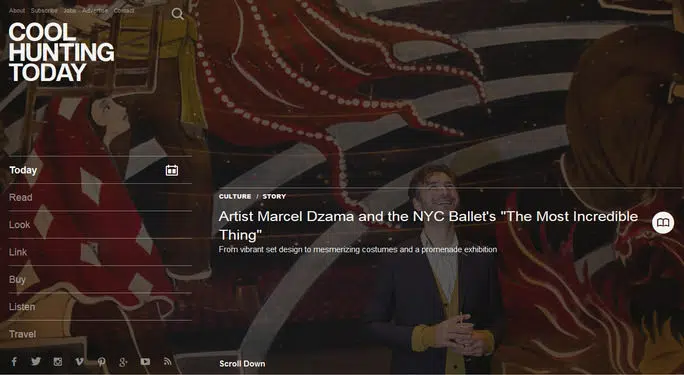 About Subscribe Jobs Advertise Contact
COOL
HUNTING
TODAY
Today
Read
Look
Link
Buy
Listen
Travel
CULTURE / STORY
Artist Marcel Dzama and the NYC Ballet's "The Most Incredible
Thing"
From vibrant set design to mesmerizing costumes and a promenade exhibition
Scroll Down